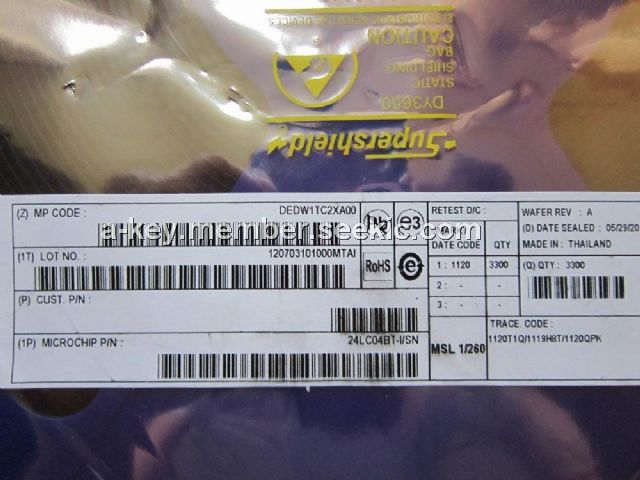 Supershield
DY3650
STATIC
SHIELDING
BAG
CAUTION
(Z) MP CODE : DEDW1TC2XA00
(1T) LOT NO. : 120703101000MTAI
(P) CUST. P/N : -
(1P) MICROCHIP P/N : 24LC04BT-I/SN
RoHS
e3
e
RETEST D/C :
DATE CODE QTY
1 : 1120 3300
2 : -
3 : -
MSL 1/260
WAFER REV : A
(D) DATE SEALED : 05/29/20
MADE IN : THAILAND
(Q) QTY : 3300
TRACE. CODE :
1120T1Q/1119H8T/1120QPK
a-key.member.seekic.com